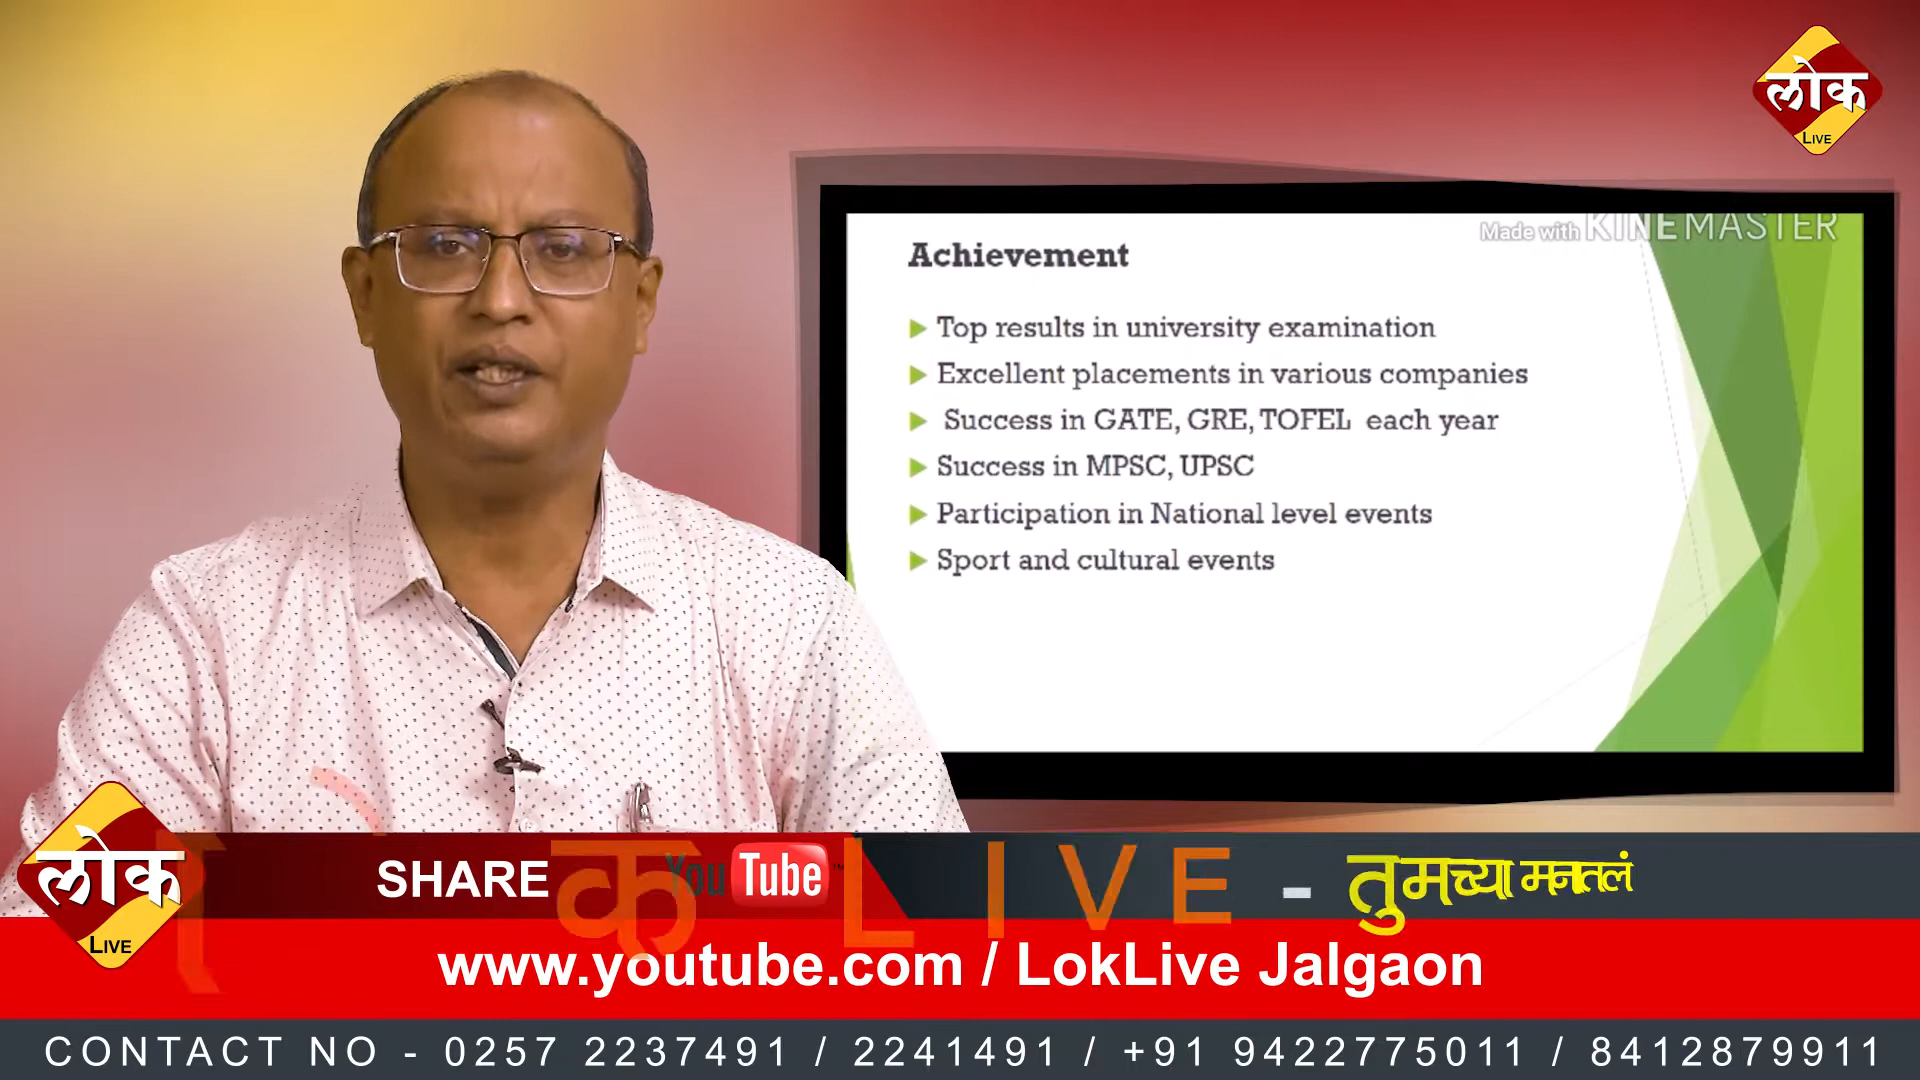 लोक
LIVE
Made with KINEMASTER
Achievement
Top results in university examination
Excellent placements in various companies
Success in GATE, GRE, TOFEL each year
Success in MPSC, UPSC
Participation in National level events
Sport and cultural events
लोक
LIVE
SHARE YouTube
क LIVE - तुमच्या मनातलं
www.youtube.com / LokLive Jalgaon
CONTACT NO - 0257 2237491 / 2241491 / +91 9422775011 / 8412879911